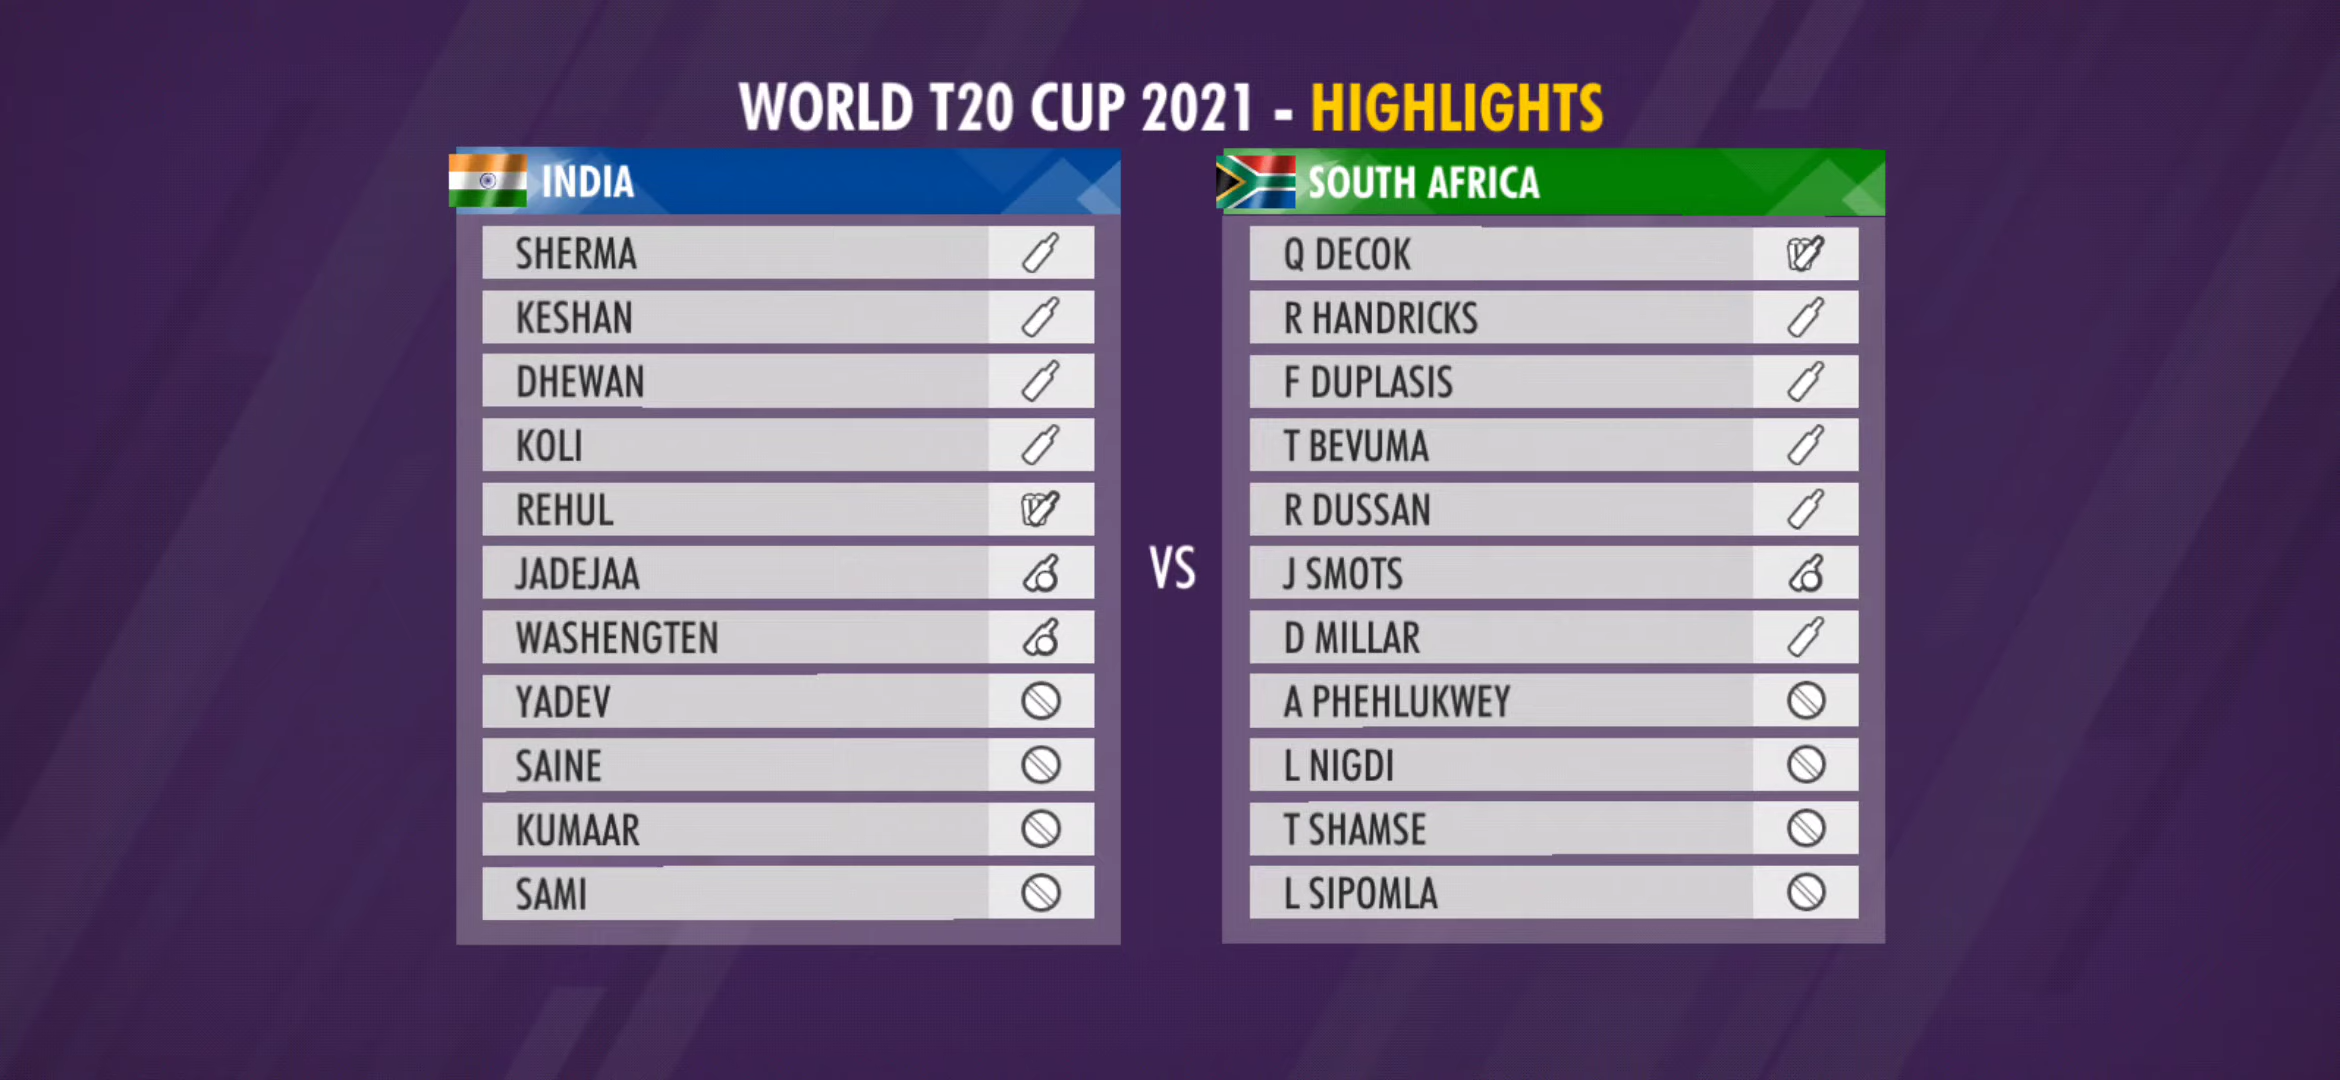 WORLD T20 CUP 2021 - HIGHLIGHTS
INDIA
SHERMA
KESHAN
DHEWAN
KOLI
REHUL
JADEJAA
WASHENGTEN
YADEV
SAINE
KUMAAR
SAMI
VS
SOUTH AFRICA
Q DECOK
R HANDRICKS
F DUPLASIS
T BEVUMA
R DUSSAN
J SMOTS
D MILLAR
A PHEHLUKWEY
L NIGDI
T SHAMSE
L SIPOMLA